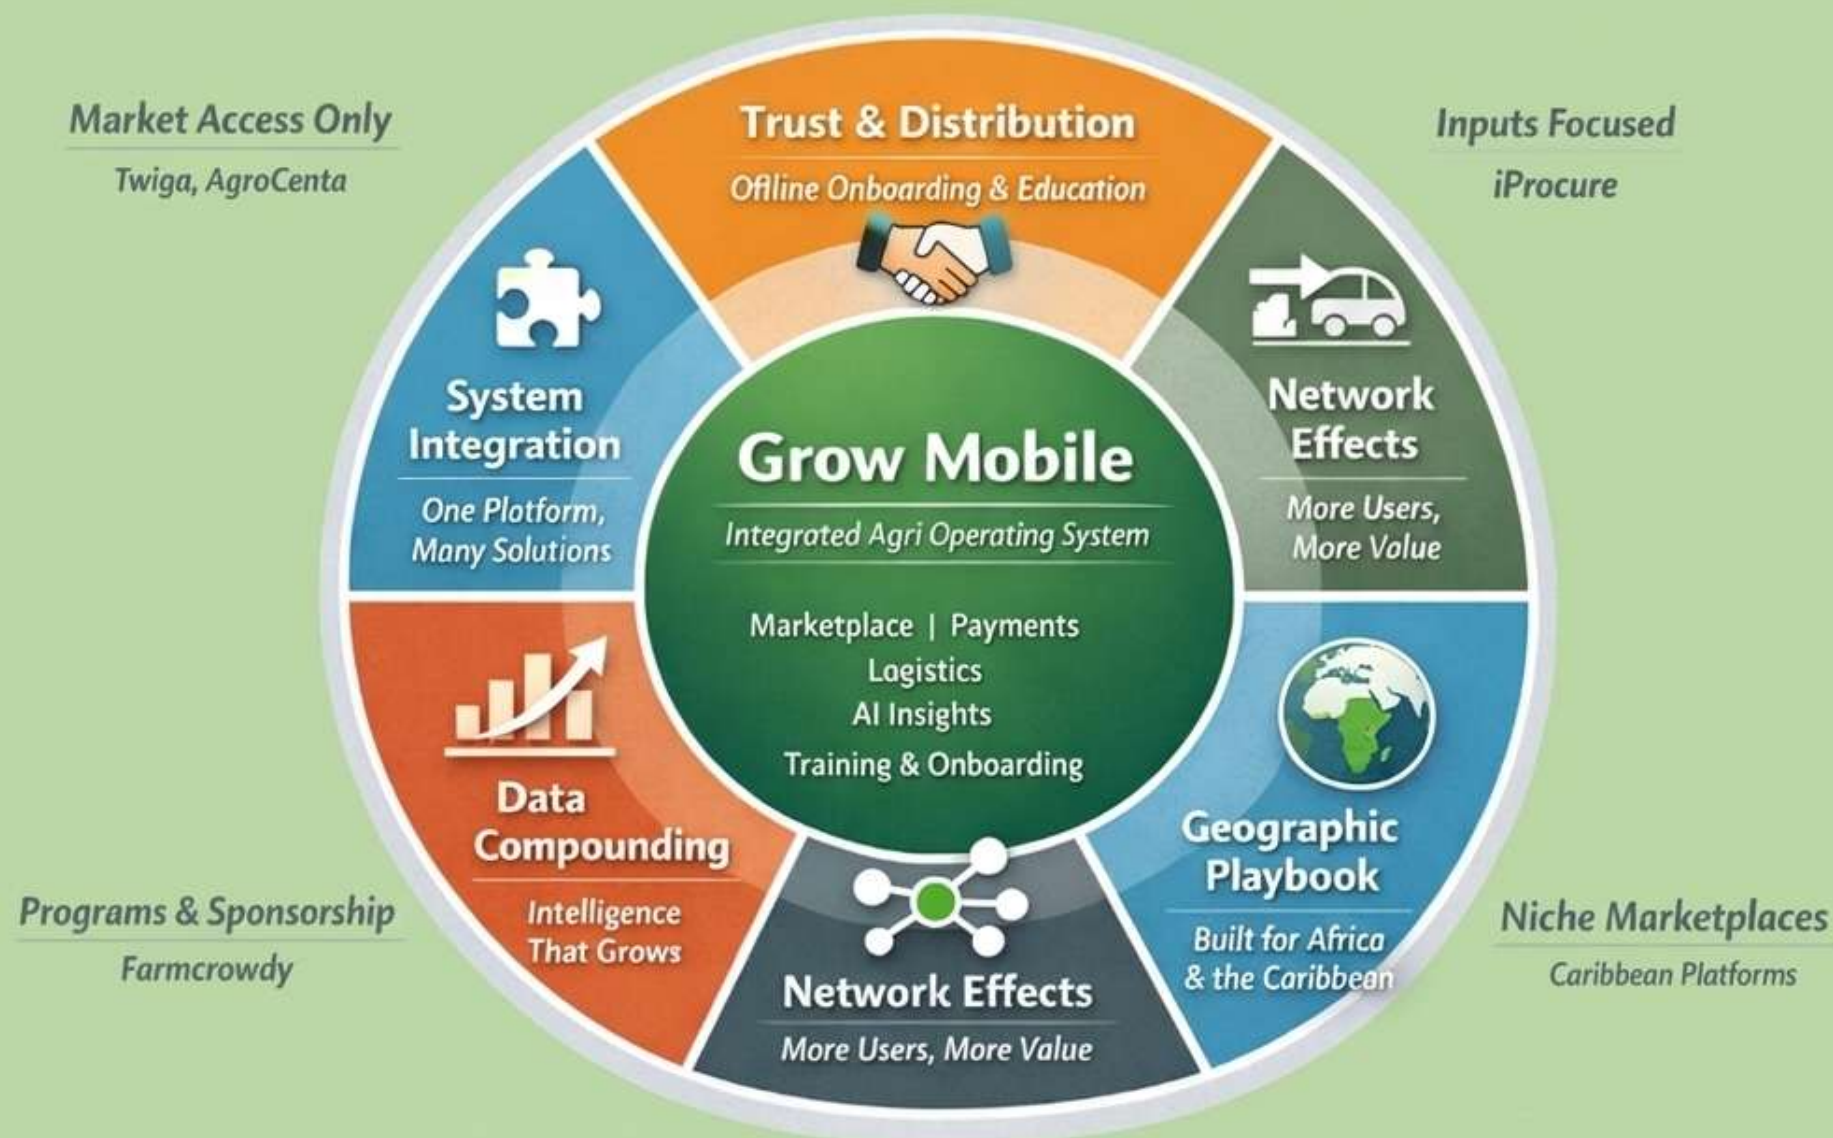 Market Access Only
Twiga, AgroCenta
Trust & Distribution
Offline Onboarding & Education
Inputs Focused
iProcure
System
Integration
One Plotform,
Many Solutions
Network
Effects
More Users,
More Volue
Grow Mobile
Integrated Agri Operating System
Marketplace | Payments
Lagistics
AI Insights
Training & Onboarding
Data
Compounding
Intelligence
That Grows
Geographic
Playbook
Built for Africa
& the Caribbean
Network Effects
More Users, More Value
Programs & Sponsorship
Farmcrowdy
Niche Marketplaces
Caribbean Platforms